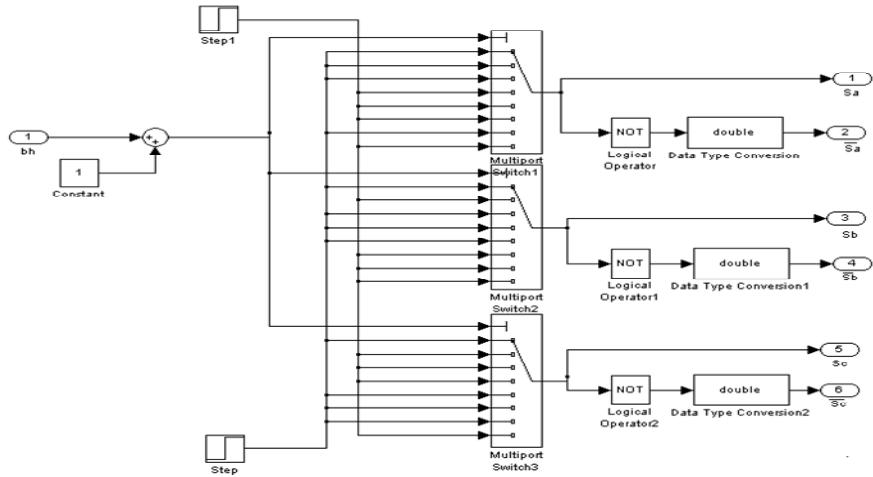 Step1
1
bh
+
+
1
Constant
Multiport
Switch1
NOT
Logical
Operator
double
Data Type Conversion
1
Sa
2
Sa
Multiport
Switch2
NOT
Logical
Operator1
double
Data Type Conversion1
3
Sb
4
Sb
Multiport
Switch3
NOT
Logical
Operator2
double
Data Type Conversion2
5
Sc
6
Sc
Step